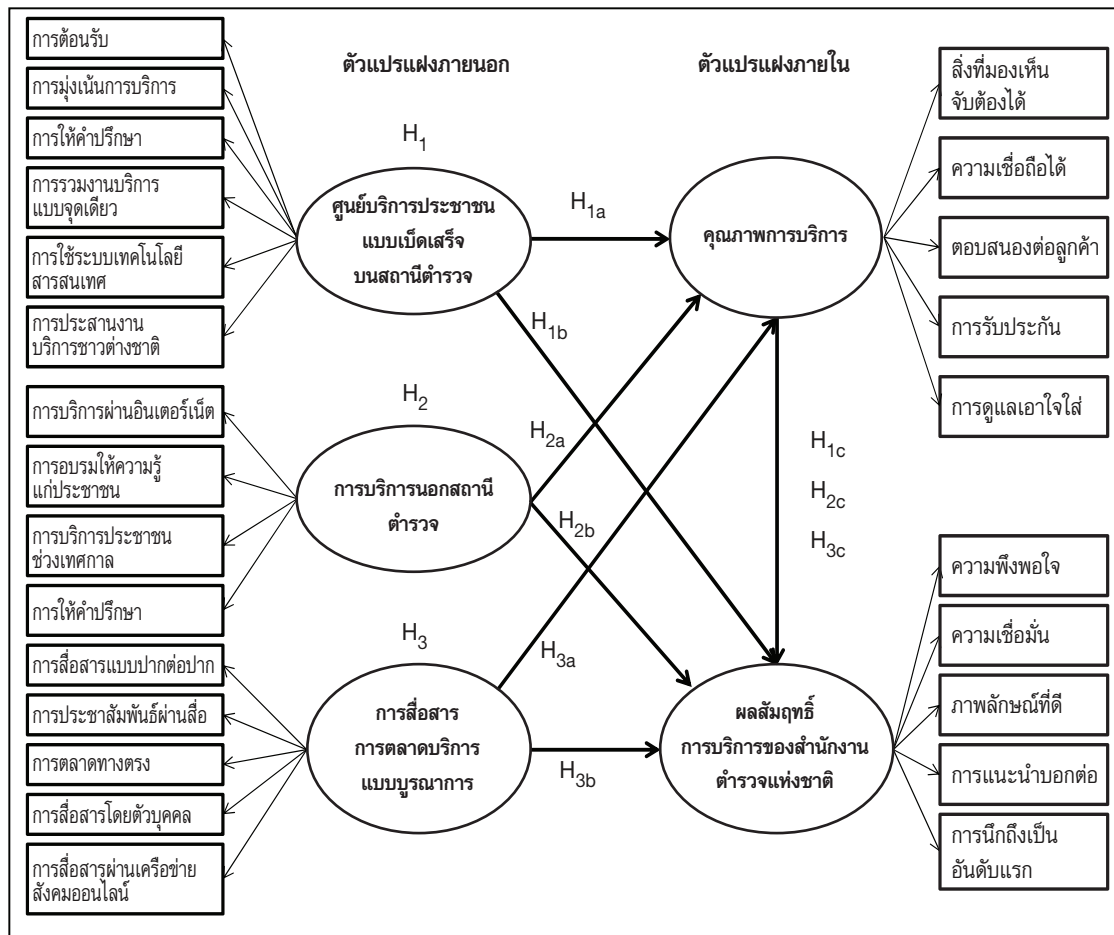 การต้อนรับ
การมุ่งเน้นการบริการ
การให้คำปรึกษา
การรวมงานบริการ
แบบจุดเดียว
การใช้ระบบเทคโนโลยี
สารสนเทศ
การประสานงาน
บริการชาวต่างชาติ
การบริการผ่านอินเตอร์เน็ต
การอบรมให้ความรู้
แก่ประชาชน
การบริการประชาชน
ช่วงเทศกาล
การให้คำปรึกษา
การสื่อสารแบบปากต่อปาก
การประชาสัมพันธ์ผ่านสื่อ
การตลาดทางตรง
การสื่อสารโดยตัวบุคคล
การสื่อสารผ่านเครือข่าย
สังคมออนไลน์
ตัวแปรแฝงภายนอก
H1
ศูนย์บริการประชาชน
แบบเบ็ดเสร็จ
บนสถานีตำรวจ
H2
การบริการนอกสถานี
ตำรวจ
H3
การสื่อสาร
การตลาดบริการ
แบบบูรณาการ
H1a
H1b
H2a
H2b
H3a
H3b
ตัวแปรแฝงภายใน
คุณภาพการบริการ
H1c
H2c
H3c
ผลสัมฤทธิ์
การบริการของสำนักงาน
ตำรวจแห่งชาติ
สิ่งที่มองเห็น
จับต้องได้
ความเชื่อถือได้
ตอบสนองต่อลูกค้า
การรับประกัน
การดูแลเอาใจใส่
ความพึงพอใจ
ความเชื่อมั่น
ภาพลักษณ์ที่ดี
การแนะนำบอกต่อ
การนึกถึงเป็น
อันดับแรก